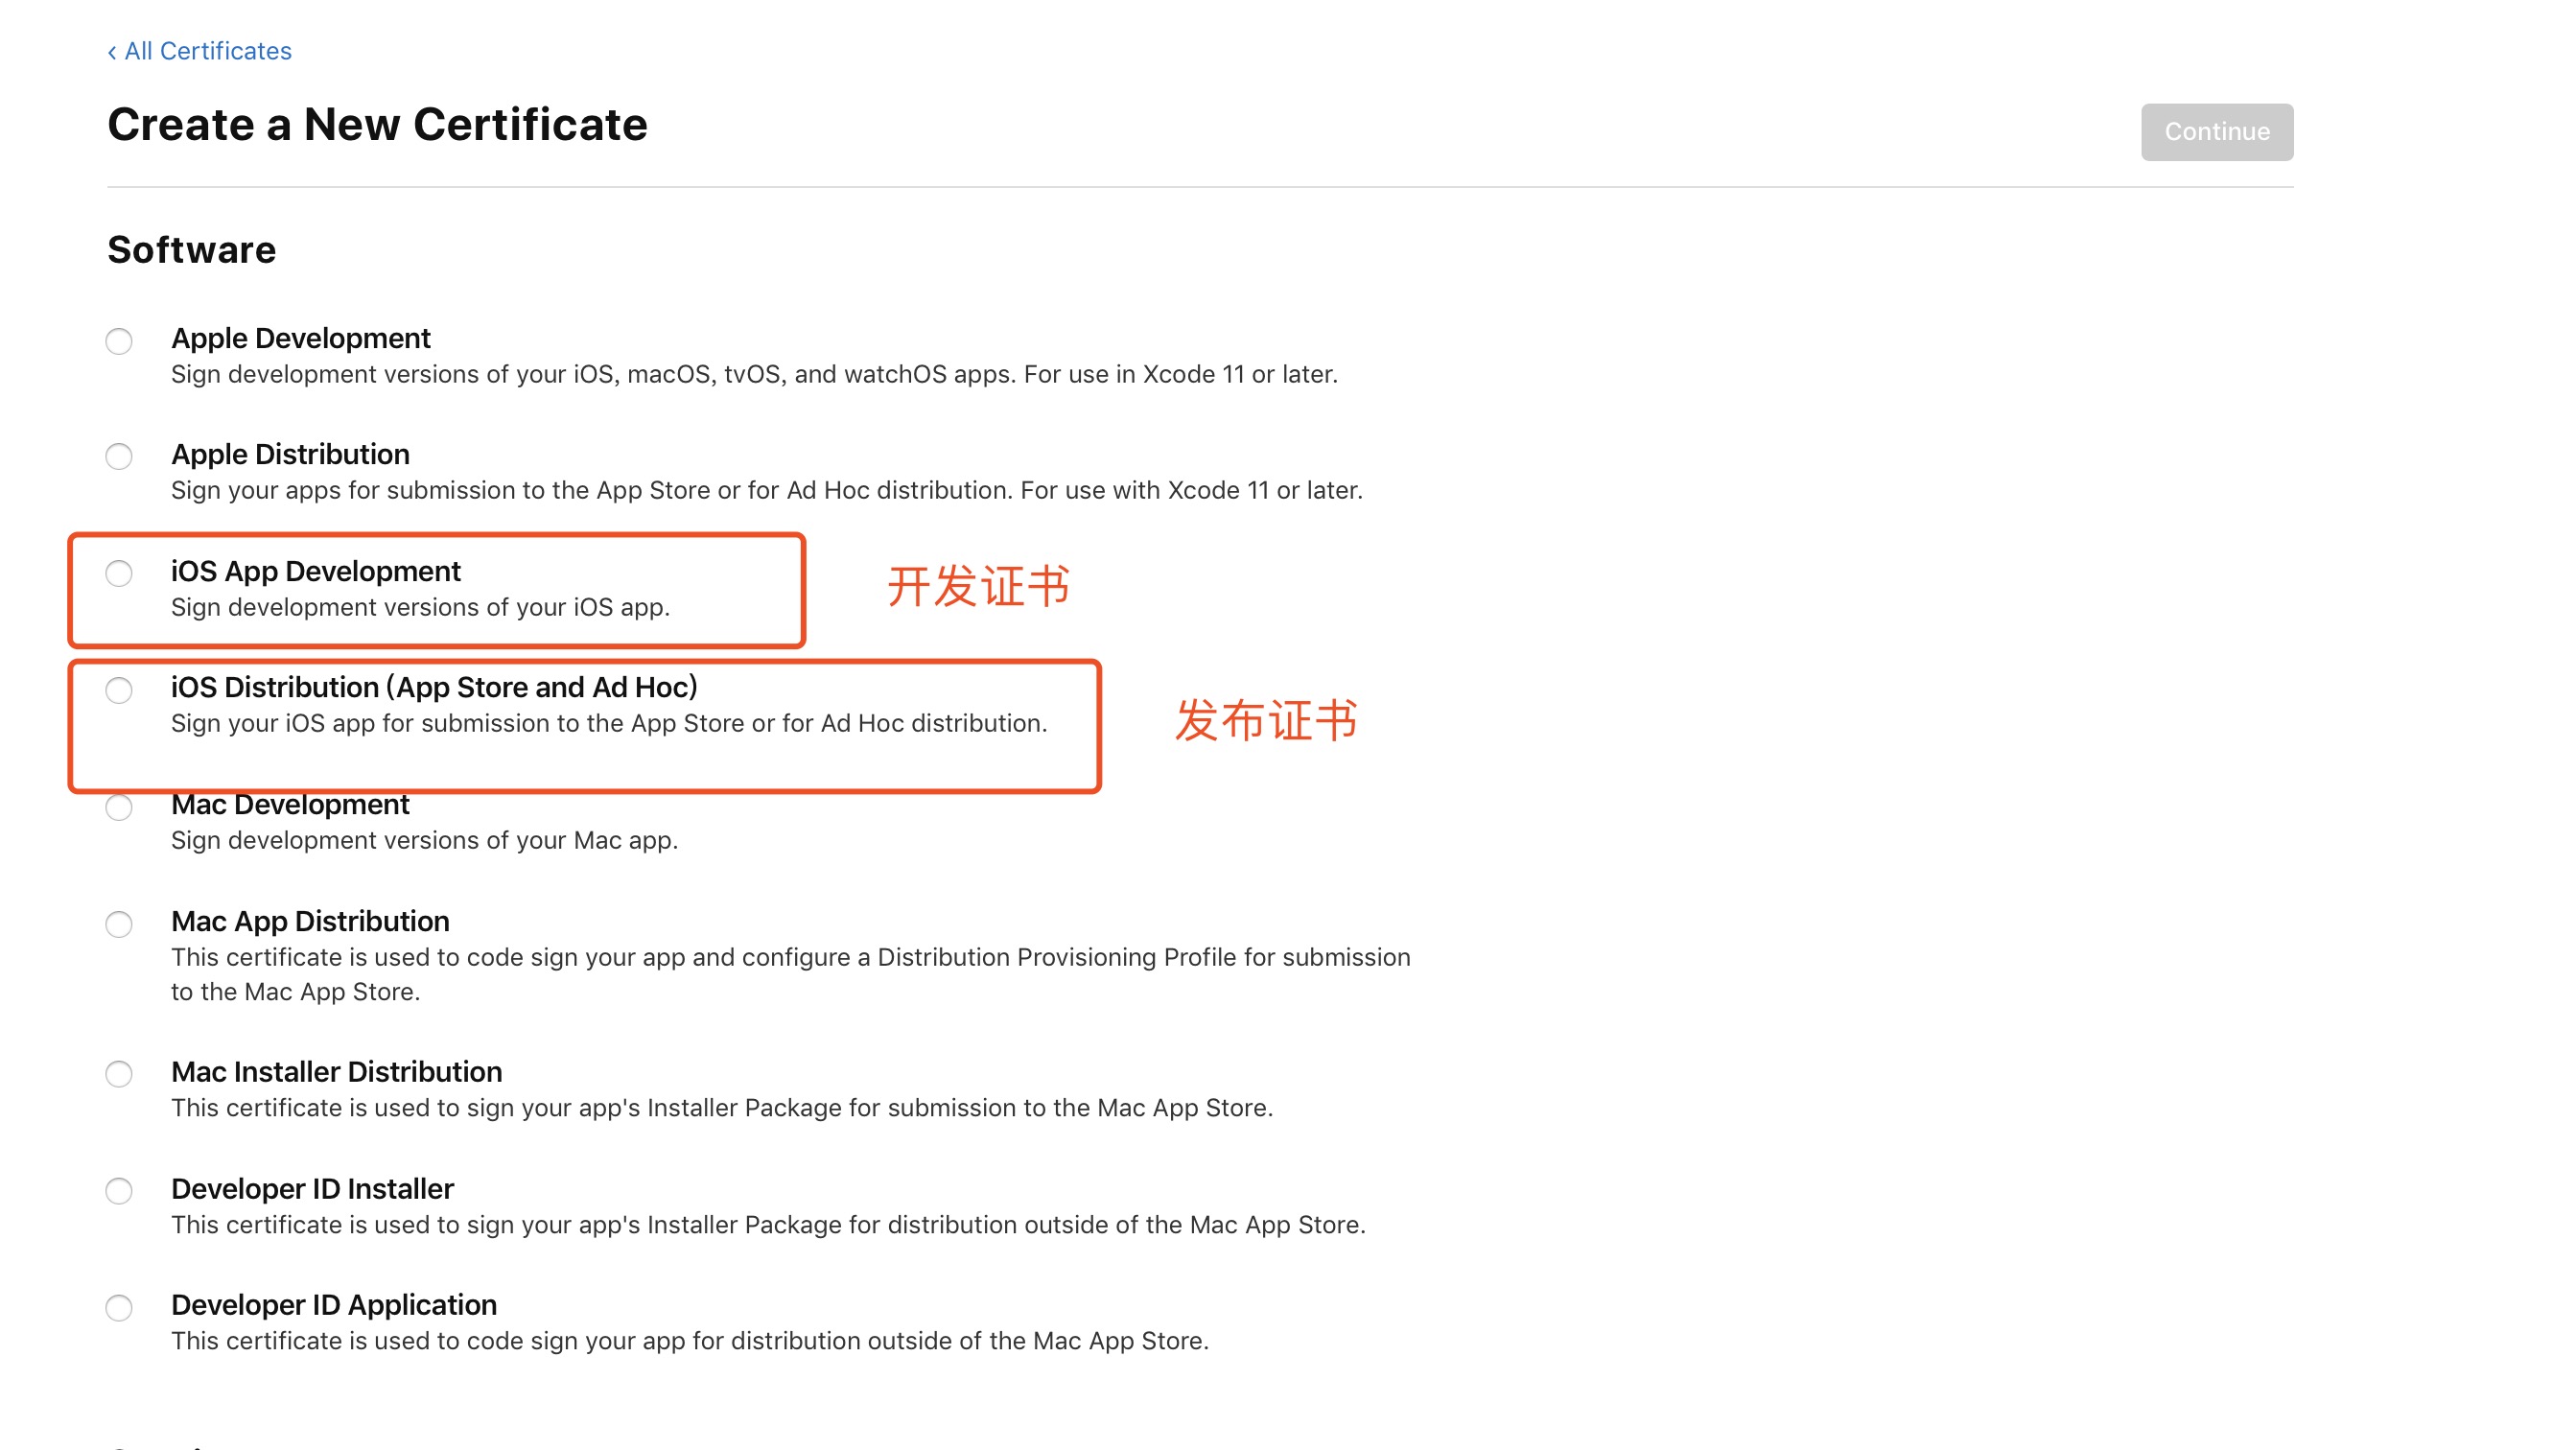 ‹ All Certificates
Create a New Certificate
Continue
Software
Apple Development
Sign development versions of your iOS, macOS, tvOS, and watchOS apps. For use in Xcode 11 or later.
Apple Distribution
Sign your apps for submission to the App Store or for Ad Hoc distribution. For use with Xcode 11 or later.
iOS App Development
Sign development versions of your iOS app.
开发证书
iOS Distribution (App Store and Ad Hoc)
Sign your iOS app for submission to the App Store or for Ad Hoc distribution.
发布证书
Mac Development
Sign development versions of your Mac app.
Mac App Distribution
This certificate is used to code sign your app and configure a Distribution Provisioning Profile for submission
to the Mac App Store.
Mac Installer Distribution
This certificate is used to sign your app's Installer Package for submission to the Mac App Store.
Developer ID Installer
This certificate is used to sign your app's Installer Package for distribution outside of the Mac App Store.
Developer ID Application
This certificate is used to code sign your app for distribution outside of the Mac App Store.